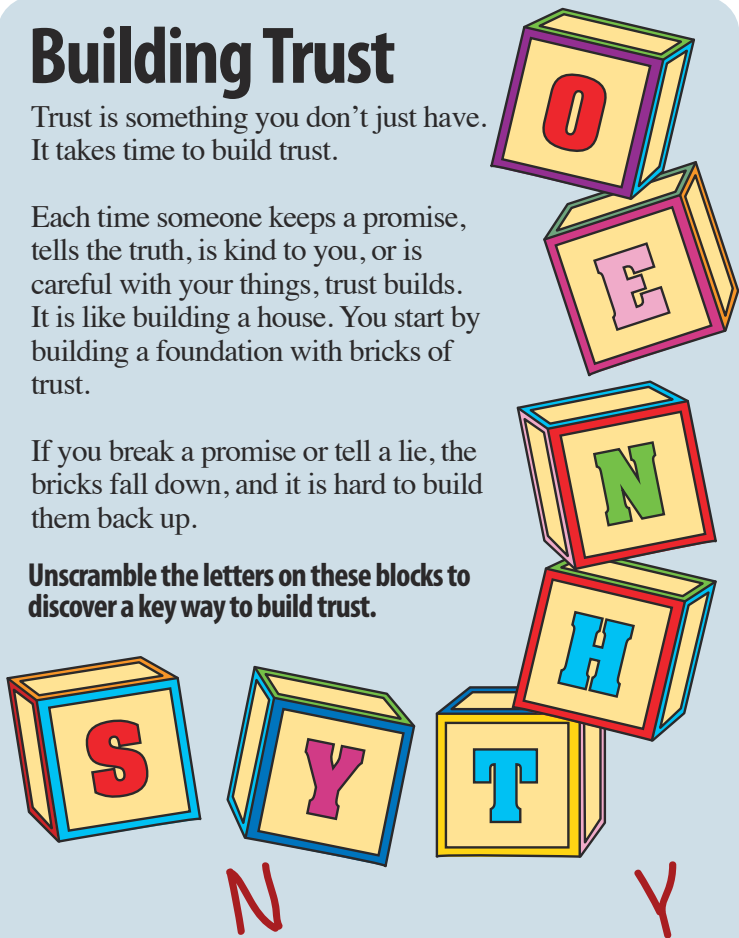 Building Trust
Trust is something you don't just have.
It takes time to build trust.
Each time someone keeps a promise,
tells the truth, is kind to you, or is
careful with your things, trust builds.
It is like building a house. You start by
building a foundation with bricks of
trust.
If you break a promise or tell a lie, the
bricks fall down, and it is hard to build
them back up.
Unscramble the letters on these blocks to
discover a key way to build trust.
O
E
N
H
S Y T
N Y